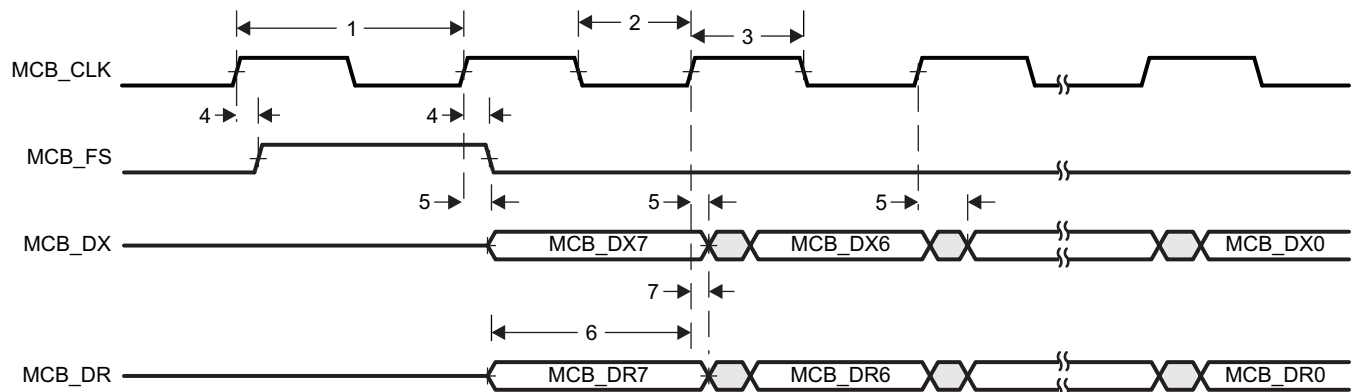 1
2
3
MCB_CLK
4
4
MCB_FS
5
5
5
MCB_DX
MCB_DX7
MCB_DX6
MCB_DX0
7
6
MCB_DR
MCB_DR7
MCB_DR6
MCB_DR0